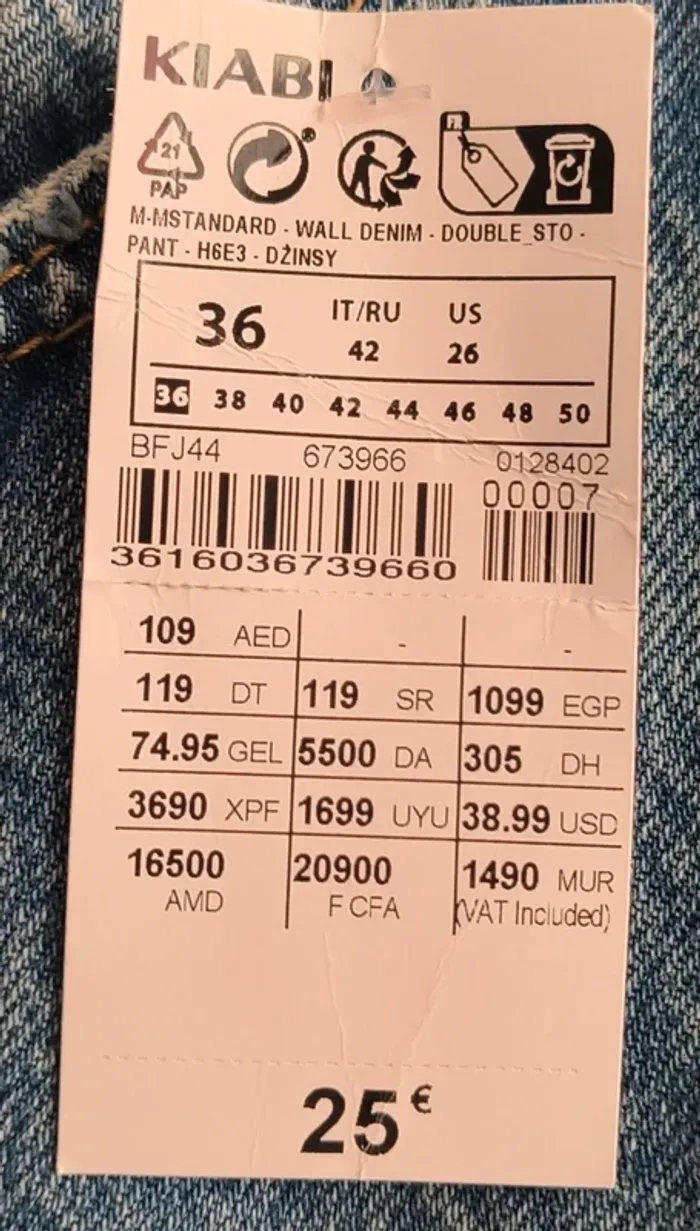 KIABI
21
PAP
FR
M-MSTANDARD - WALL DENIM - DOUBLE_STO -
PANT - H6E3 - DŽINSY
36 IT/RU US
42 26
36 38 40 42 44 46 48 50
BFJ44 673966 0128402
00007
3616036739660
109 AED - -
119 DT 119 SR 1099 EGP
74.95 GEL 5500 DA 305 DH
3690 XPF 1699 UYU 38.99 USD
16500 20900 1490 MUR
AMD F CFA (VAT Included)
25€